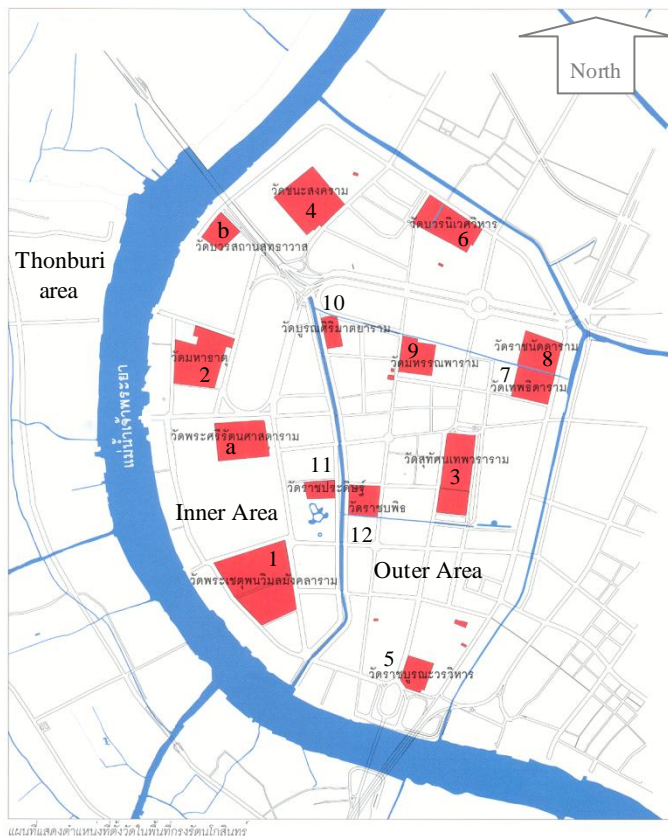 North
วัดชนะสงคราม
4
วัดบวรนิเวศวิหาร
6
b
วัดบวรสถานสุทธาวาส
Thonburi
area
10
วัดบูรณศิริมาตยาราม
9
วัดมหรรณพาราม
วัดราชนัดดาราม
8
7
วัดเทพธิดาราม
วัดมหาธาตุ
2
แม่น้ำเจ้าพระยา
วัดพระศรีรัตนศาสดาราม
a
วัดสุทัศนเทพวราราม
3
11
วัดราชประดิษฐ์
วัดราชบพิธ
Inner Area
12
1
วัดพระเชตุพนวิมลมังคลาราม
Outer Area
5
วัดราชบูรณะวรวิหาร
แผนที่แสดงตำแหน่งที่ตั้งวัดในพื้นที่กรุงรัตนโกสินทร์